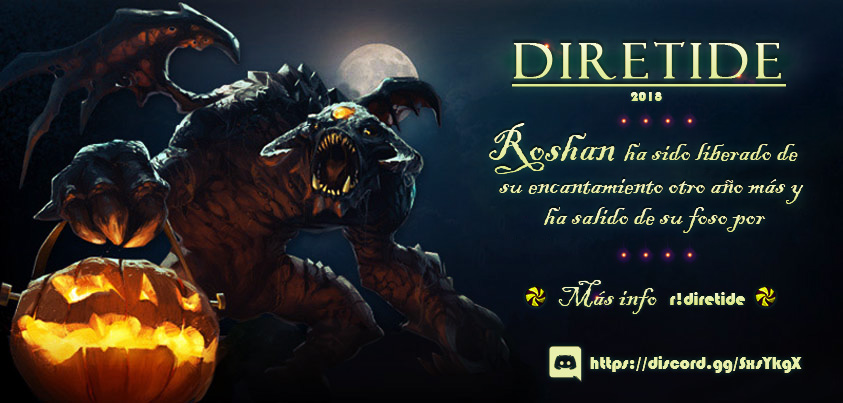 DIRETIDE
2018
Roshan ha sido liberado de
su encantamiento otro año más y
ha salido de su foso por
Más info r!diretide
https://discord.gg/SxsYkgX